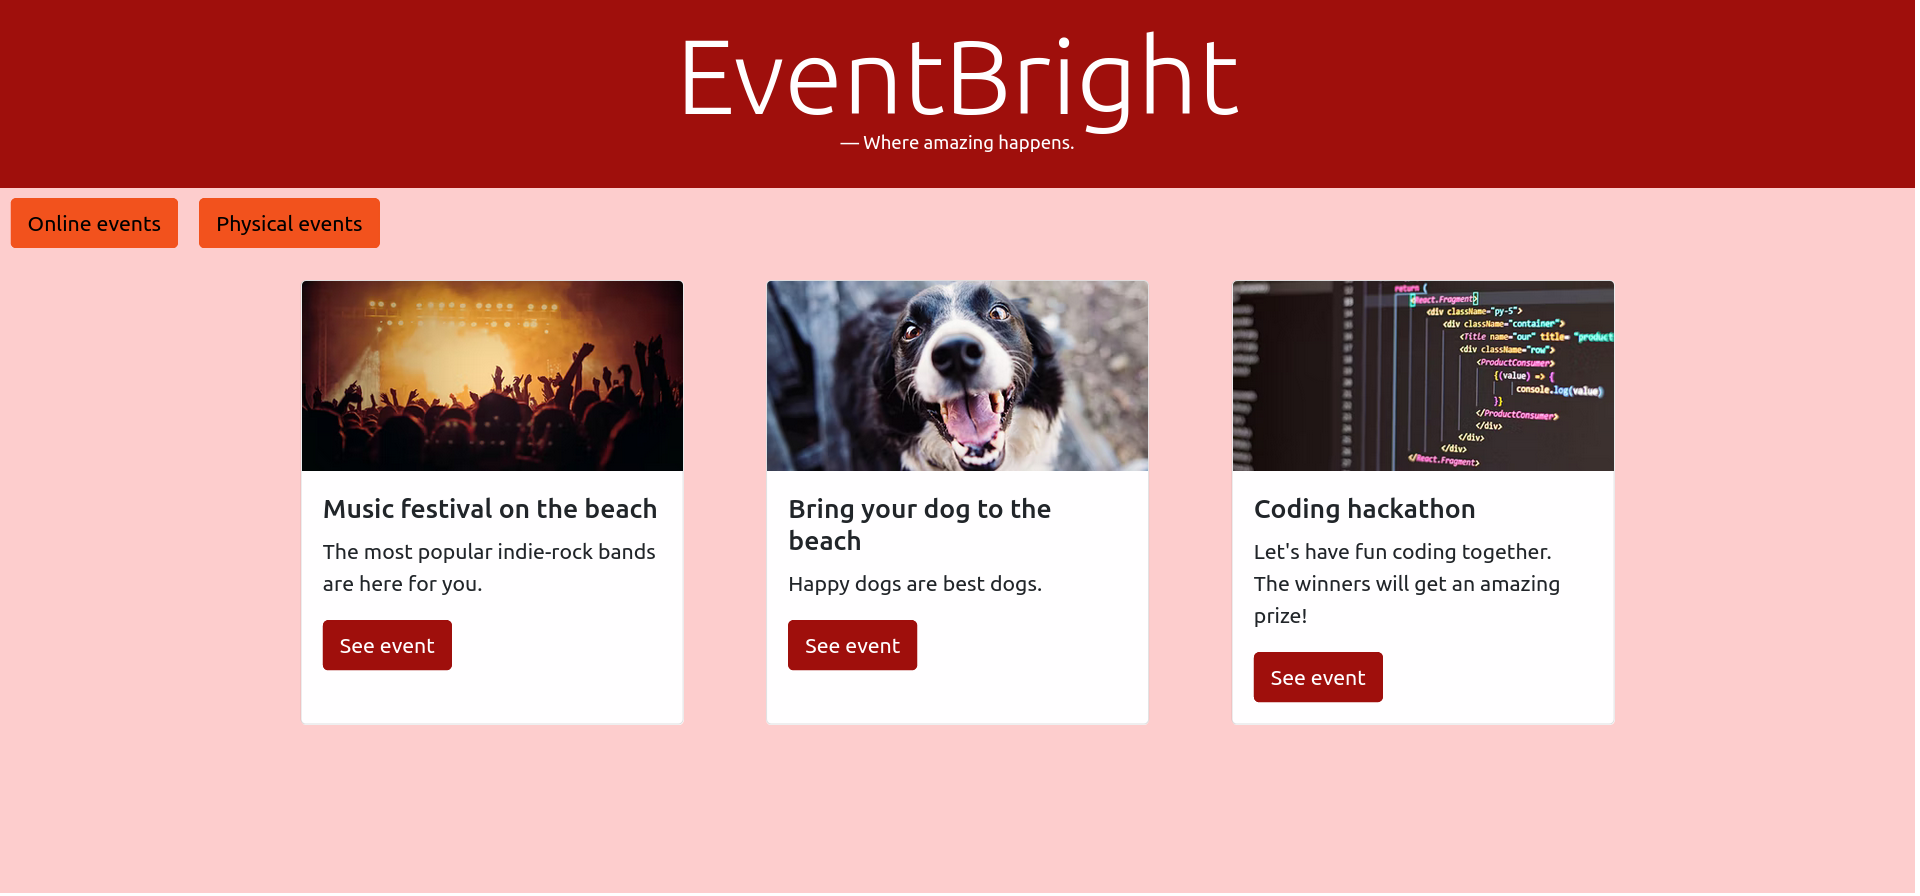 EventBright
— Where amazing happens.
Online events
Physical events
return (
<React.Fragment>
<div className="py-5">
<div className="container">
<Title name="our" title= "product
<div className="row">
<ProductConsumer>
{(value) => {
console.log(value)
}}
</ProductConsumer>
</div>
</div>
</div>
</React.Fragment>
Music festival on the beach
The most popular indie-rock bands
are here for you.
See event
Bring your dog to the
beach
Happy dogs are best dogs.
See event
Coding hackathon
Let's have fun coding together.
The winners will get an amazing
prize!
See event